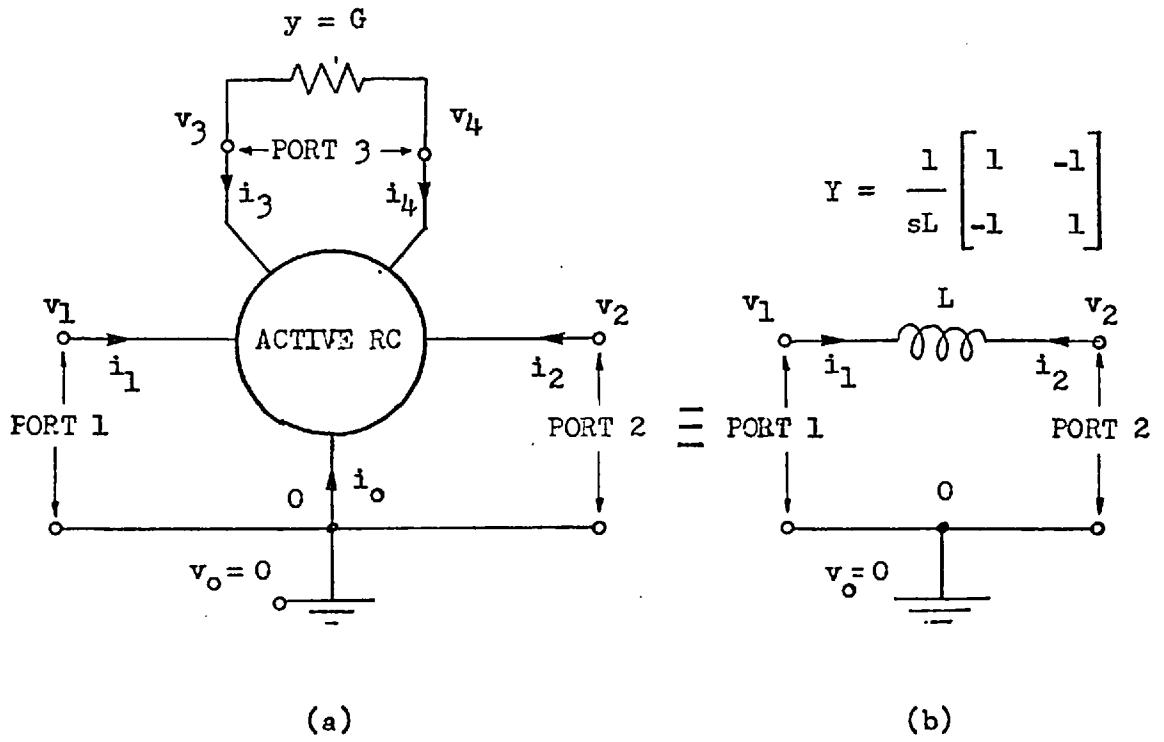 y = G
v3
v4
PORT 3
i3
i4
Y = 1/sL [1 -1
-1 1]
v1
v2
ACTIVE RC
i1
i2
PORT 1
PORT 2
≡
v1
L
v2
i1
i2
PORT 1
PORT 2
0
io
vo = 0
0
vo = 0
(a)
(b)